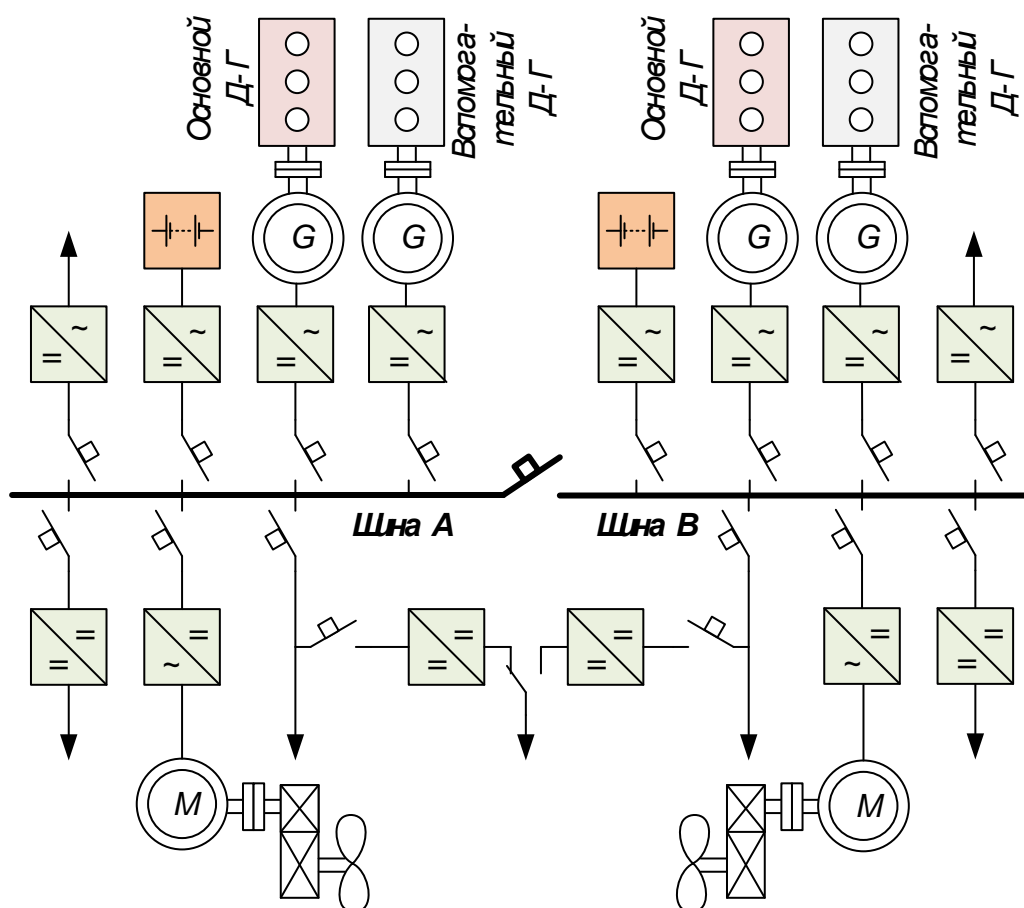 Основной
Д-Г
Вспомога-
тельный
Д-Г
Основной
Д-Г
Вспомога-
тельный
Д-Г
G
G
G
G
~
=
~
=
~
=
~
=
~
=
~
=
~
=
~
=
Шина А
Шина В
=
=
=
~
=
=
=
=
=
~
=
=
M
M